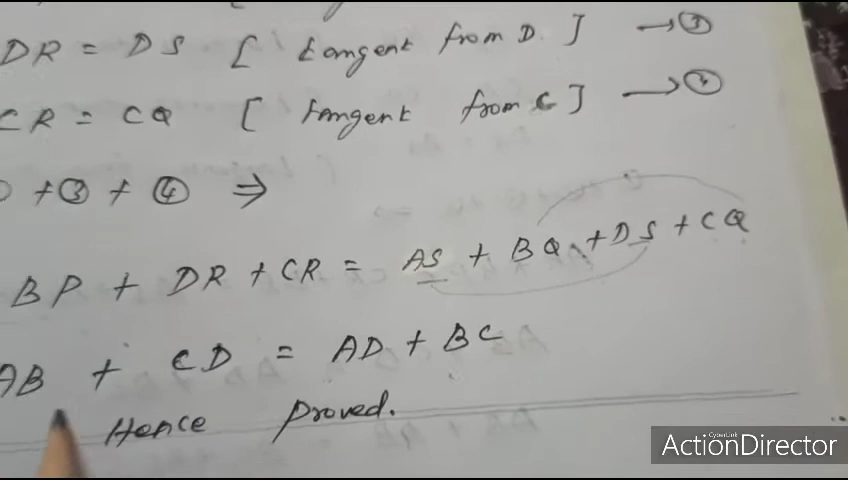 DR = DS [ tangent from D. ] → ③
CR = CQ [ tangent from C ] → ④
+ ③ + ④ ⇒
BP + DR + CR = AS + BQ + DS + CQ
AB + CD = AD + BC
Hence Proved.
CyberLink
ActionDirector